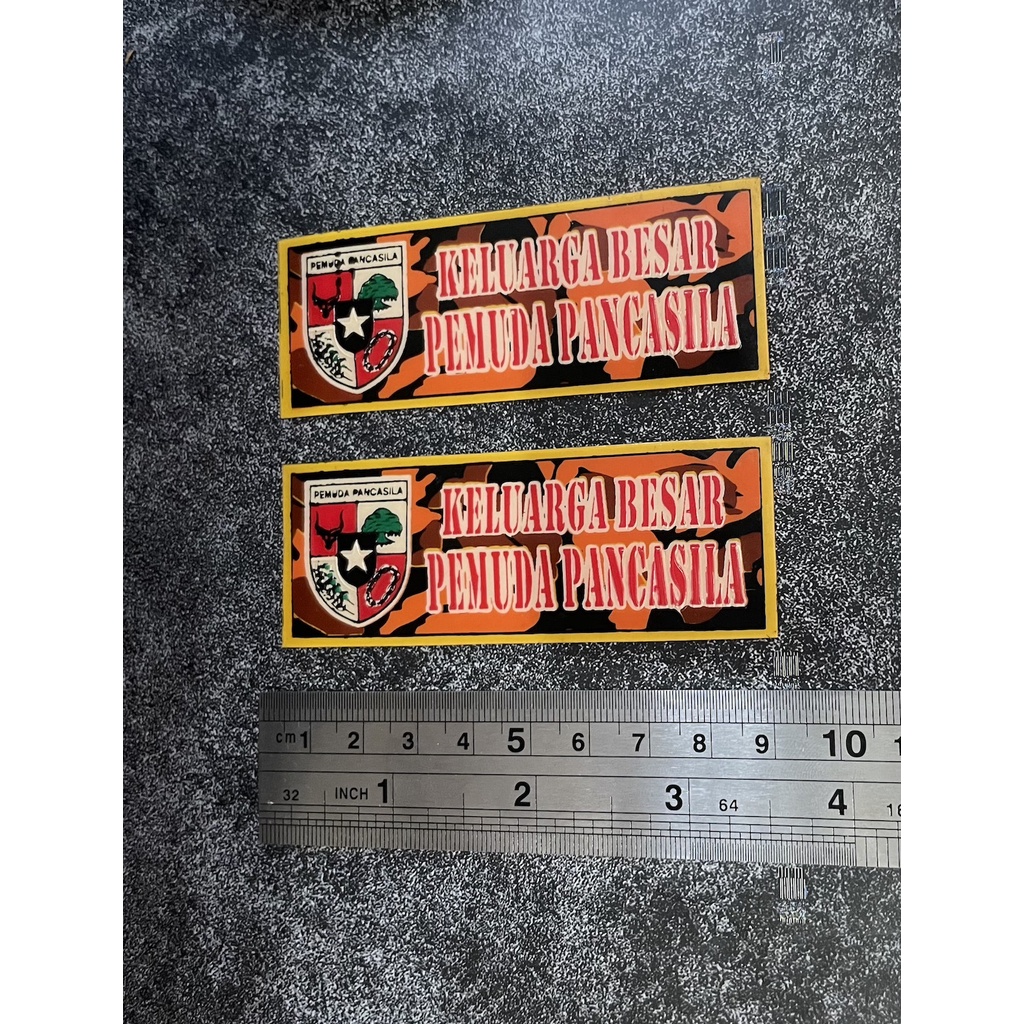 PEMUDA PANCASILA
KELUARGA BESAR
PEMUDA PANCASILA
PEMUDA PANCASILA
KELUARGA BESAR
PEMUDA PANCASILA
cm 1 2 3 4 5 6 7 8 9 10
32 INCH 1 2 3 64 4